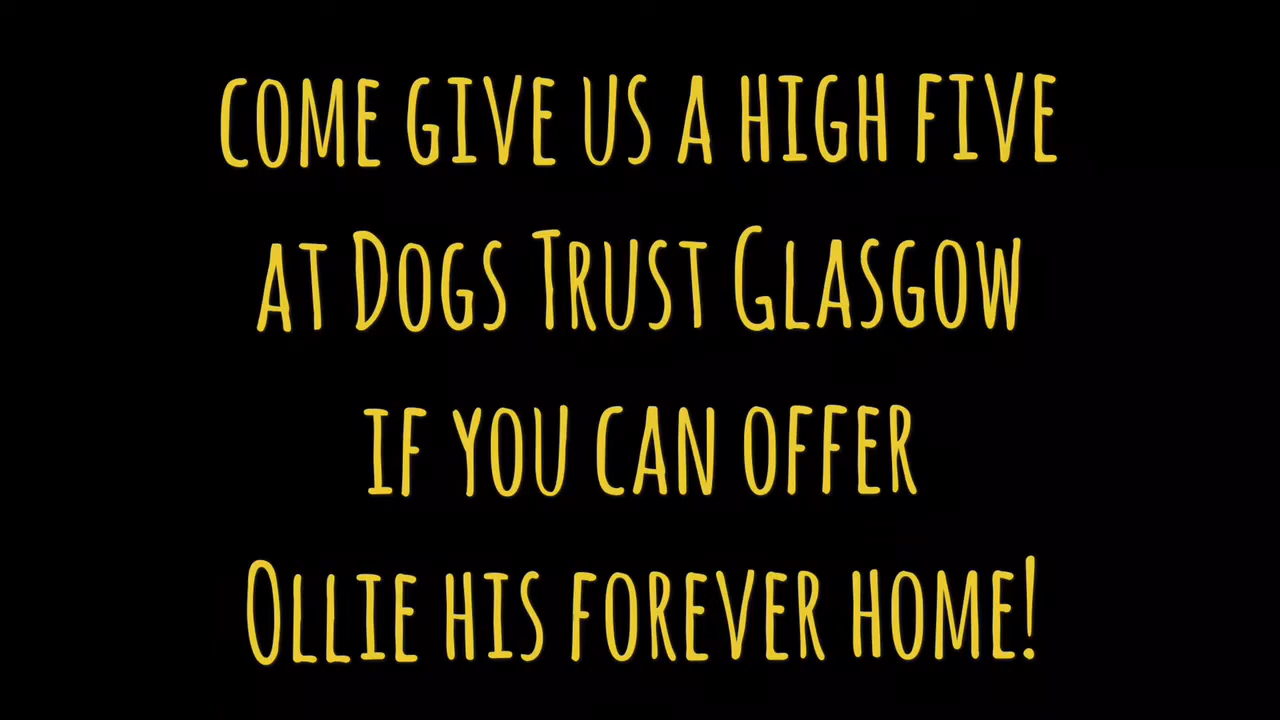 COME GIVE US A HIGH FIVE
AT DOGS TRUST GLASGOW
IF YOU CAN OFFER
OLLIE HIS FOREVER HOME!